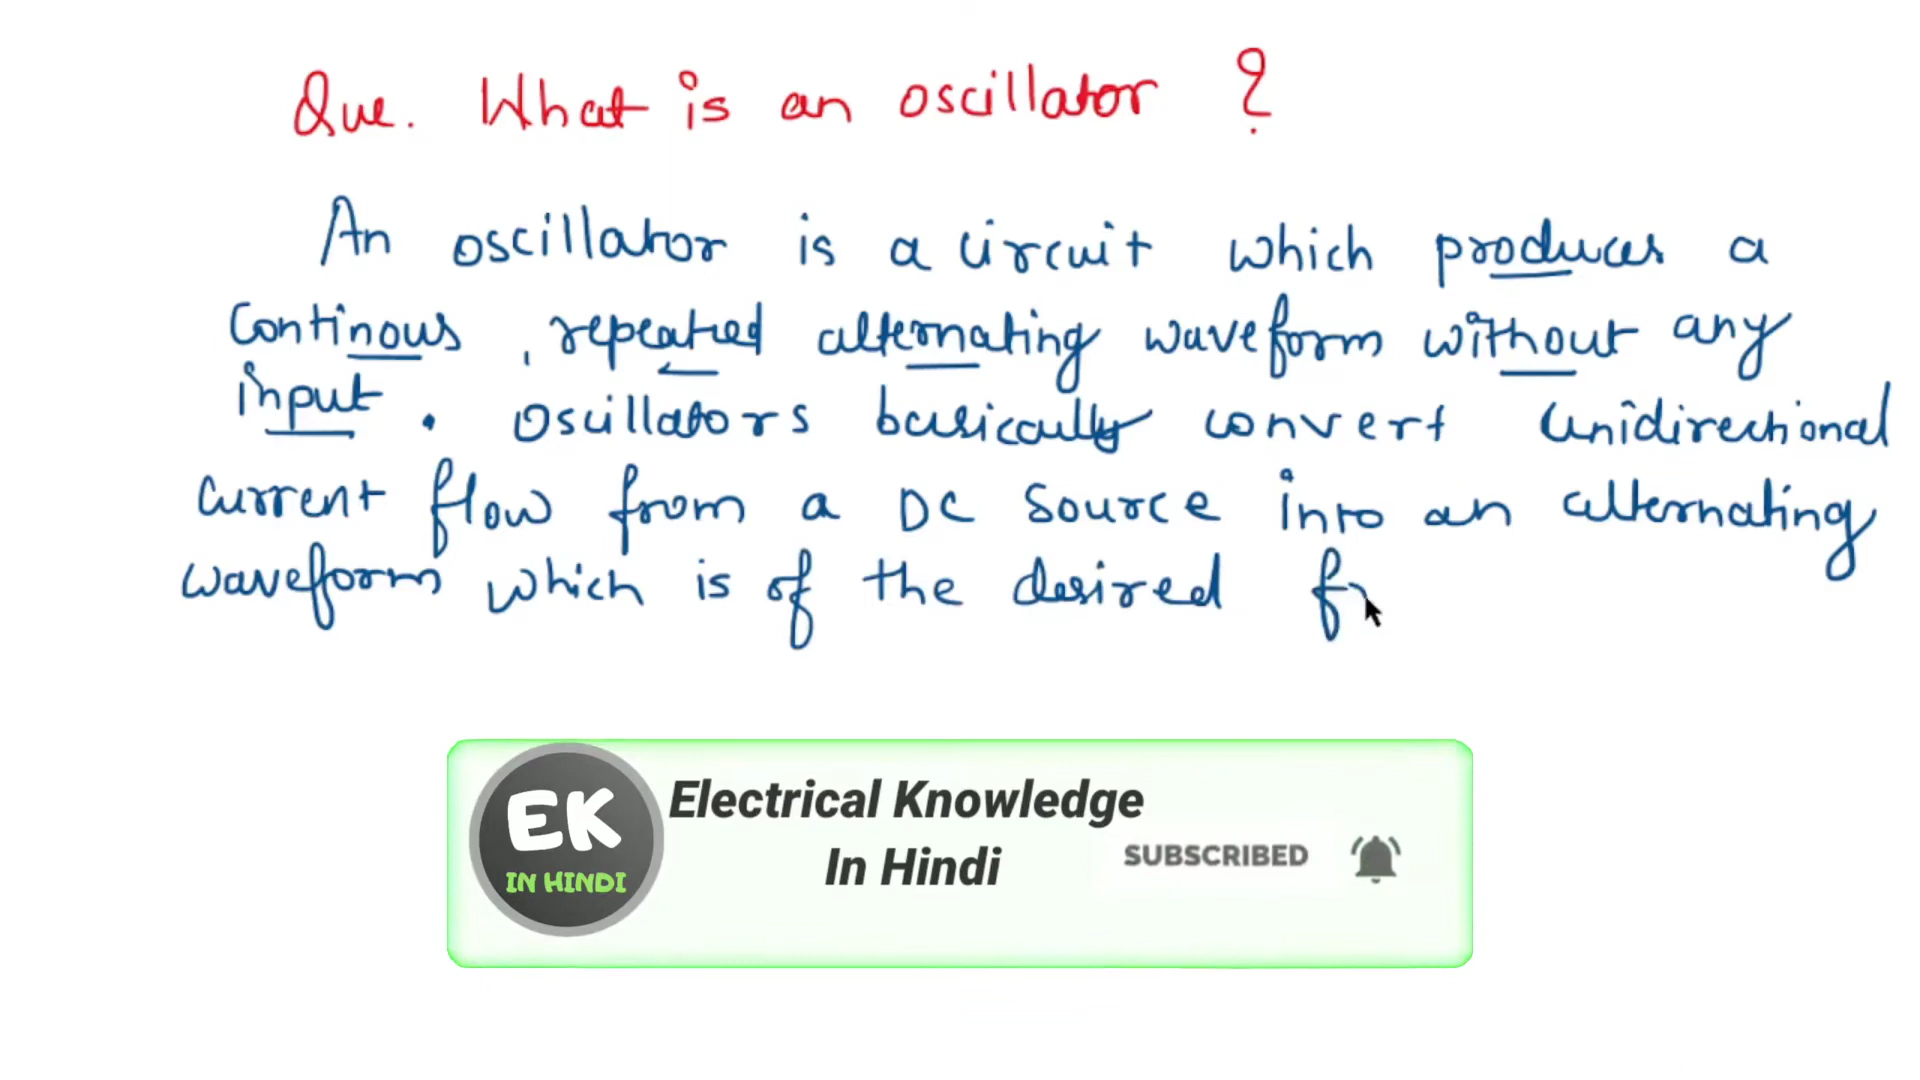 Que. What is an oscillator ?
An oscillator is a circuit which produces a
continous , repeated alternating waveform without any
input . Oscillators basically convert unidirectional
current flow from a DC source into an alternating
waveform which is of the desired fr
EK
IN HINDI
Electrical Knowledge
In Hindi
SUBSCRIBED